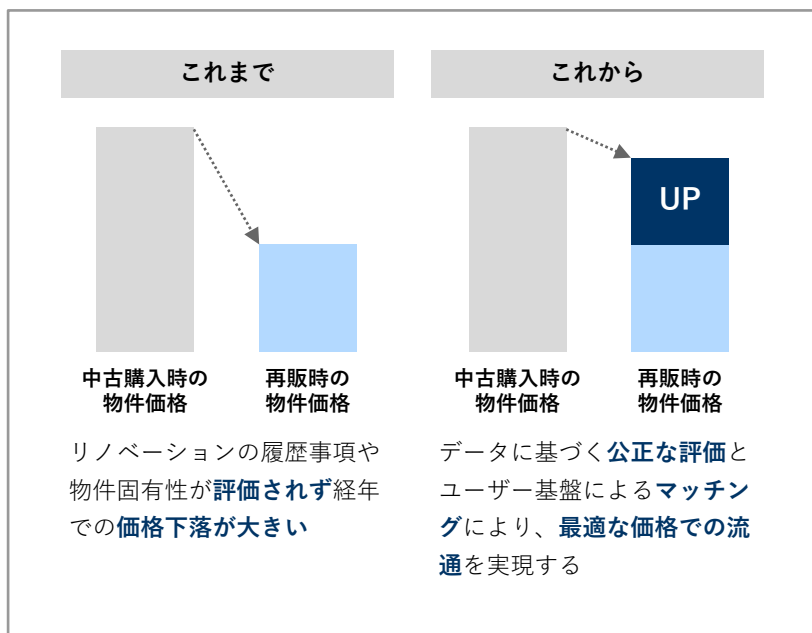 これまで
中古購入時の
物件価格
再販時の
物件価格
リノベーションの履歴事項や
物件固有性が評価されず経年
での価格下落が大きい
これから
UP
中古購入時の
物件価格
再販時の
物件価格
データに基づく公正な評価と
ユーザー基盤によるマッチン
グにより、最適な価格での流
通を実現する